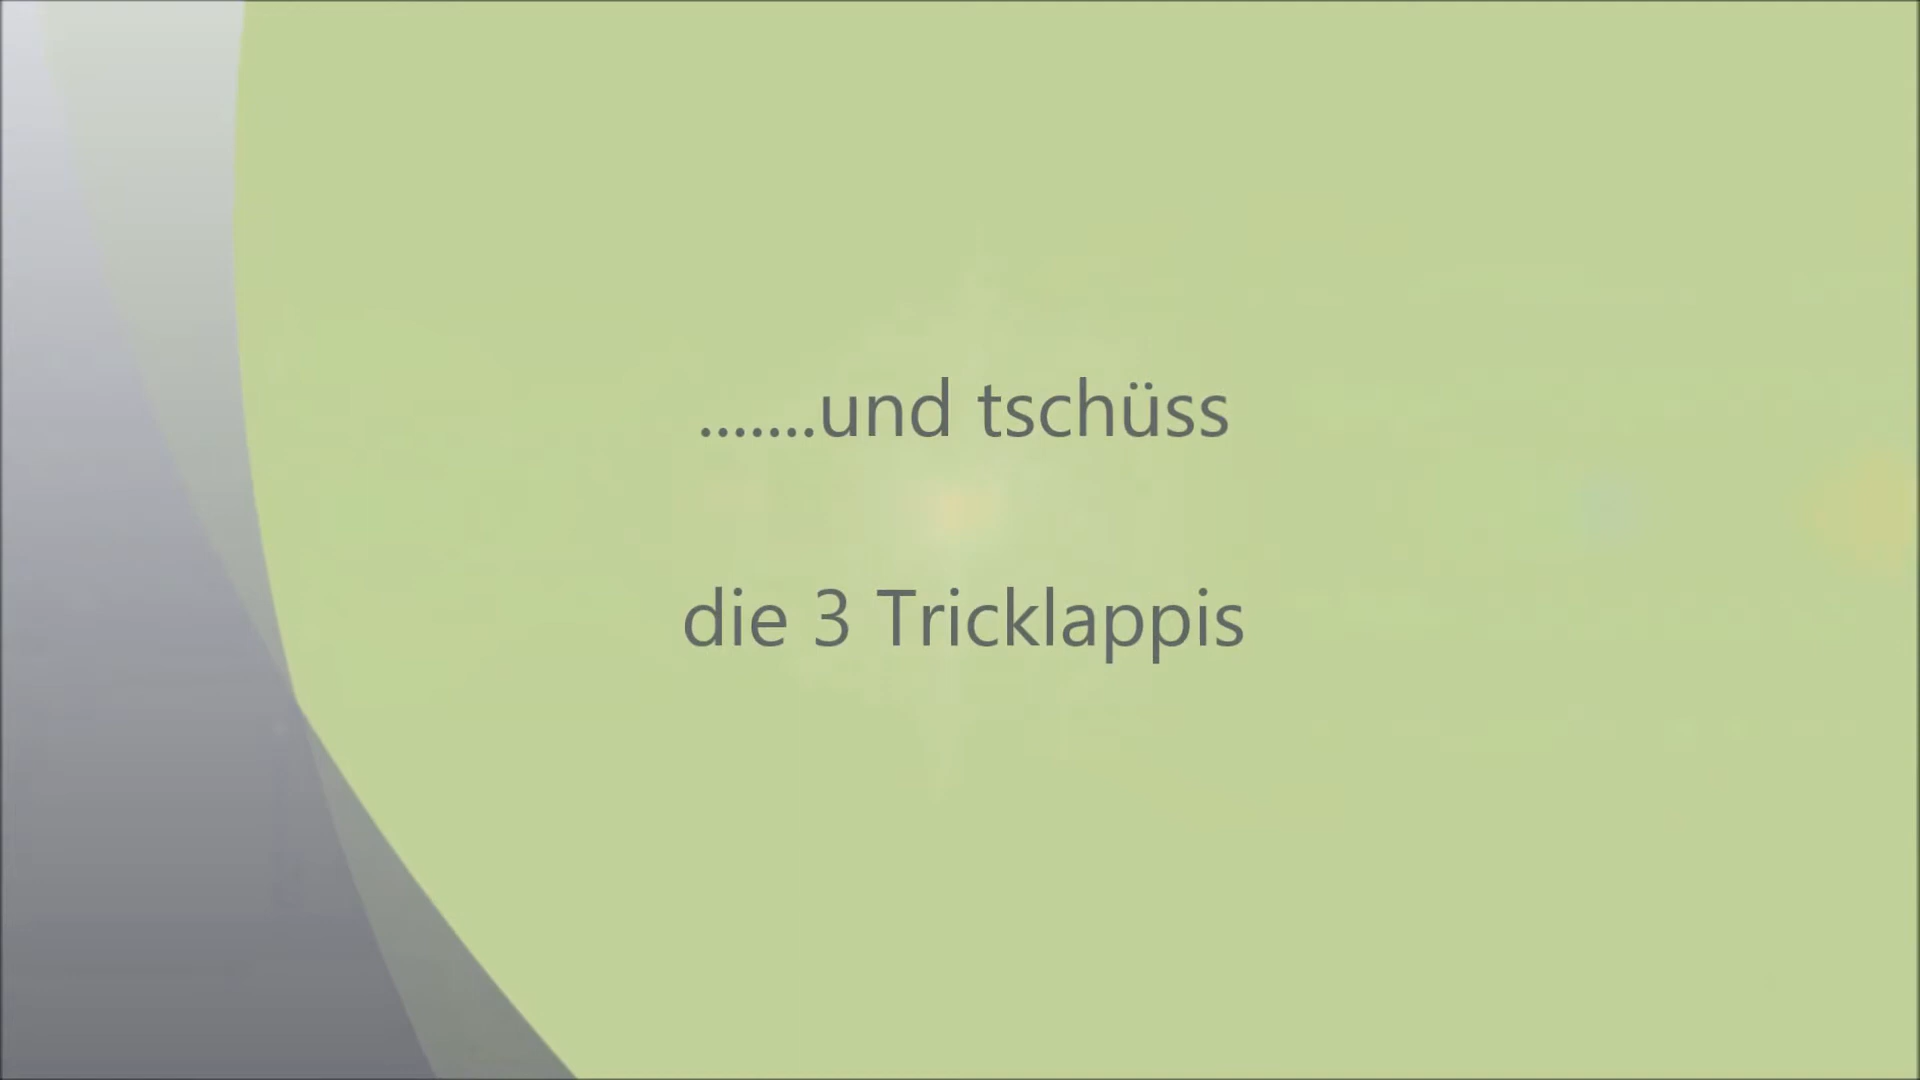 .......und tschüss
die 3 Tricklappis